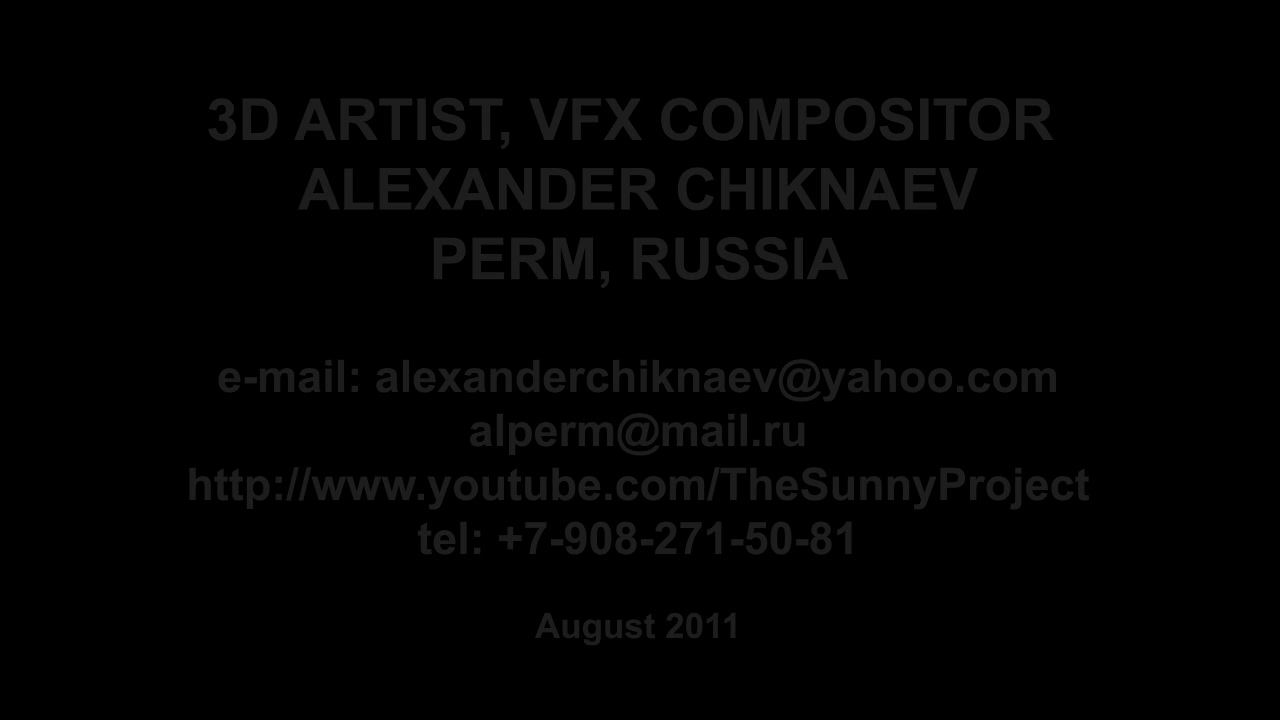 3D ARTIST, VFX COMPOSITOR
ALEXANDER CHIKNAEV
PERM, RUSSIA
e-mail: alexanderchiknaev@yahoo.com
alperm@mail.ru
http://www.youtube.com/TheSunnyProject
tel: +7-908-271-50-81
August 2011